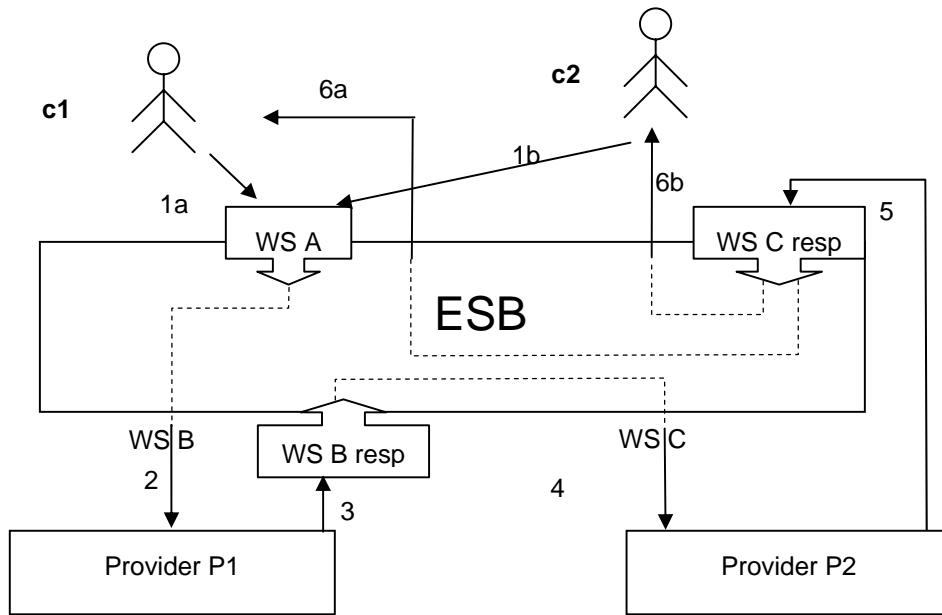 c1
c2
6a
1b
6b
1a
5
WS A
WS C resp
ESB
WS B
WS B resp
WS C
2
3
4
Provider P1
Provider P2